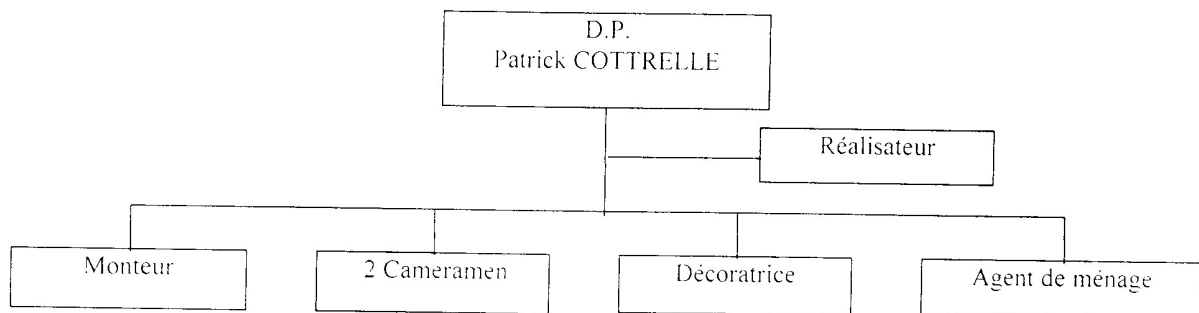 D.P.
Patrick COTTRELLE
Réalisateur
Monteur
2 Cameramen
Décoratrice
Agent de ménage